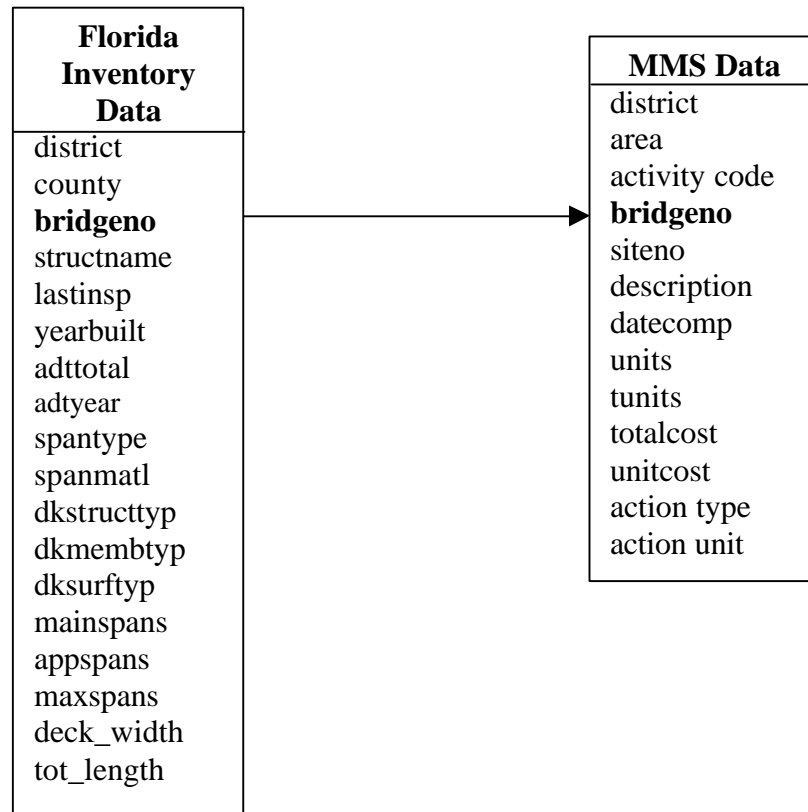 Florida
Inventory
Data
district
county
bridgeno
structname
lastinsp
yearbuilt
adttotal
adtyear
spantype
spanmatl
dkstructtyp
dkmembtyp
dksurftyp
mainspans
appspans
maxspans
deck_width
tot_length
MMS Data
district
area
activity code
bridgeno
siteno
description
datecomp
units
tunits
totalcost
unitcost
action type
action unit